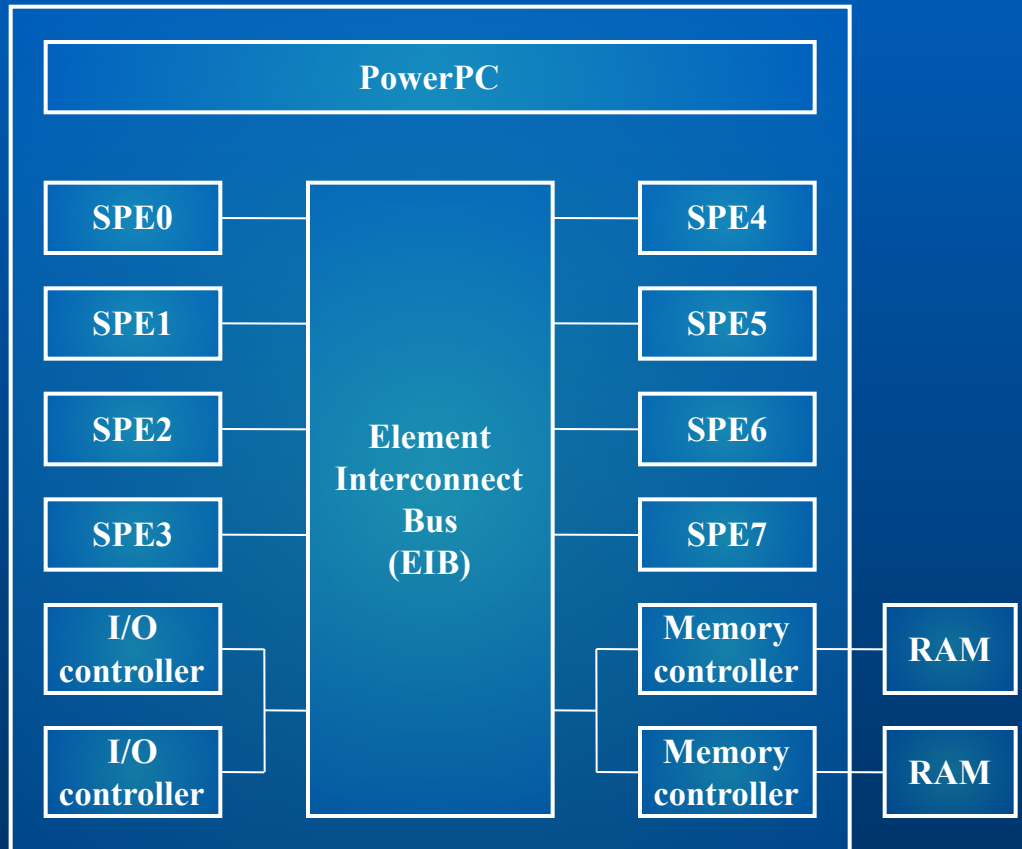 PowerPC
SPE0
SPE4
SPE1
SPE5
SPE2
SPE6
SPE3
SPE7
Element
Interconnect
Bus
(EIB)
I/O
controller
Memory
controller
RAM
I/O
controller
Memory
controller
RAM